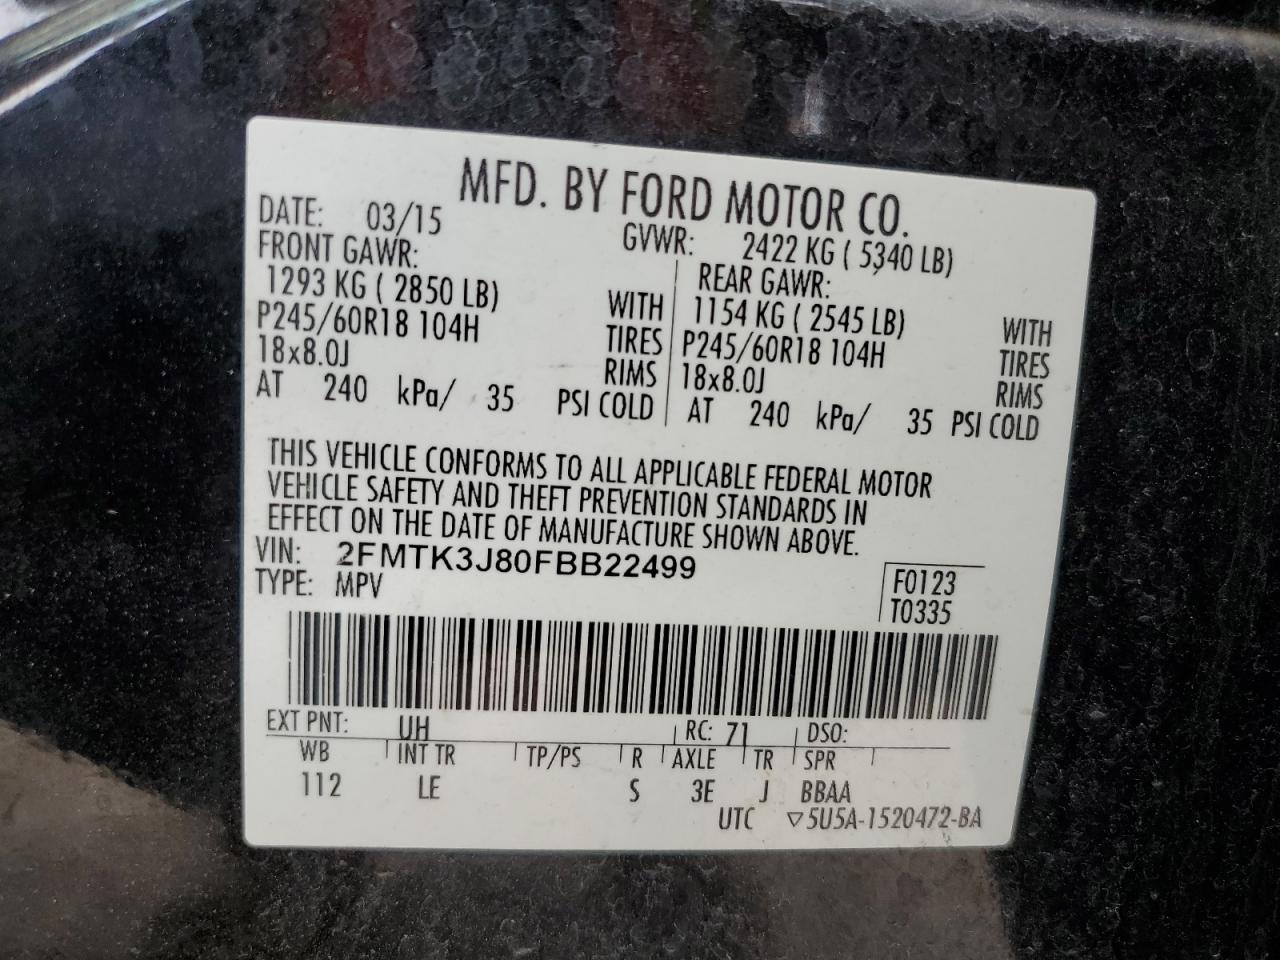 MFD. BY FORD MOTOR CO.
DATE: 03/15 GVWR: 2422 KG ( 5340 LB)
FRONT GAWR: REAR GAWR:
1293 KG ( 2850 LB) WITH 1154 KG ( 2545 LB) WITH
P245/60R18 104H TIRES P245/60R18 104H TIRES
18x8.0J RIMS 18x8.0J RIMS
AT 240 kPa/ 35 PSI COLD AT 240 kPa/ 35 PSI COLD
THIS VEHICLE CONFORMS TO ALL APPLICABLE FEDERAL MOTOR
VEHICLE SAFETY AND THEFT PREVENTION STANDARDS IN
EFFECT ON THE DATE OF MANUFACTURE SHOWN ABOVE.
VIN: 2FMTK3J80FBB22499
TYPE: MPV F0123
T0335
EXT PNT: UH RC: 71 DSO:
WB INT TR TP/PS R AXLE TR SPR
112 LE S 3E J BBAA
UTC ▽5U5A-1520472-BA